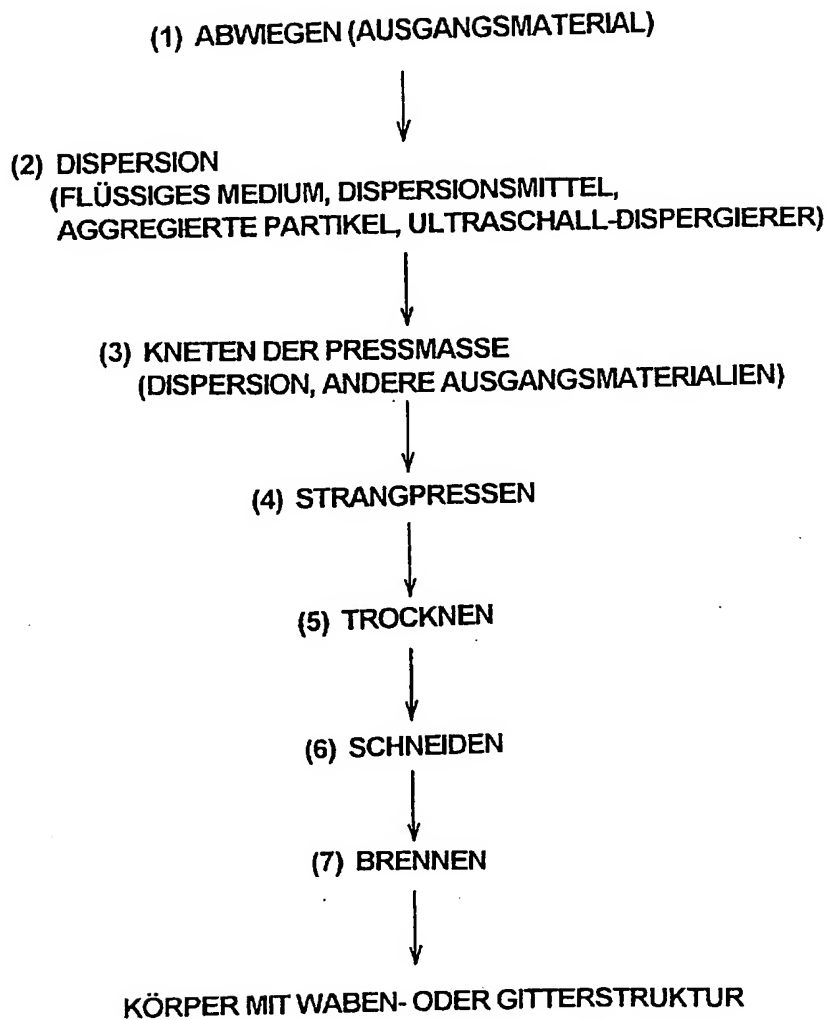 (1) ABWIEGEN (AUSGANGSMATERIAL)
(2) DISPERSION
(FLÜSSIGES MEDIUM, DISPERSIONSMITTEL,
AGGREGIERTE PARTIKEL, ULTRASCHALL-DISPERGIERER)
(3) KNETEN DER PRESSMASSE
(DISPERSION, ANDERE AUSGANGSMATERIALIEN)
(4) STRANGPRESSEN
(5) TROCKNEN
(6) SCHNEIDEN
(7) BRENNEN
KÖRPER MIT WABEN- ODER GITTERSTRUKTUR